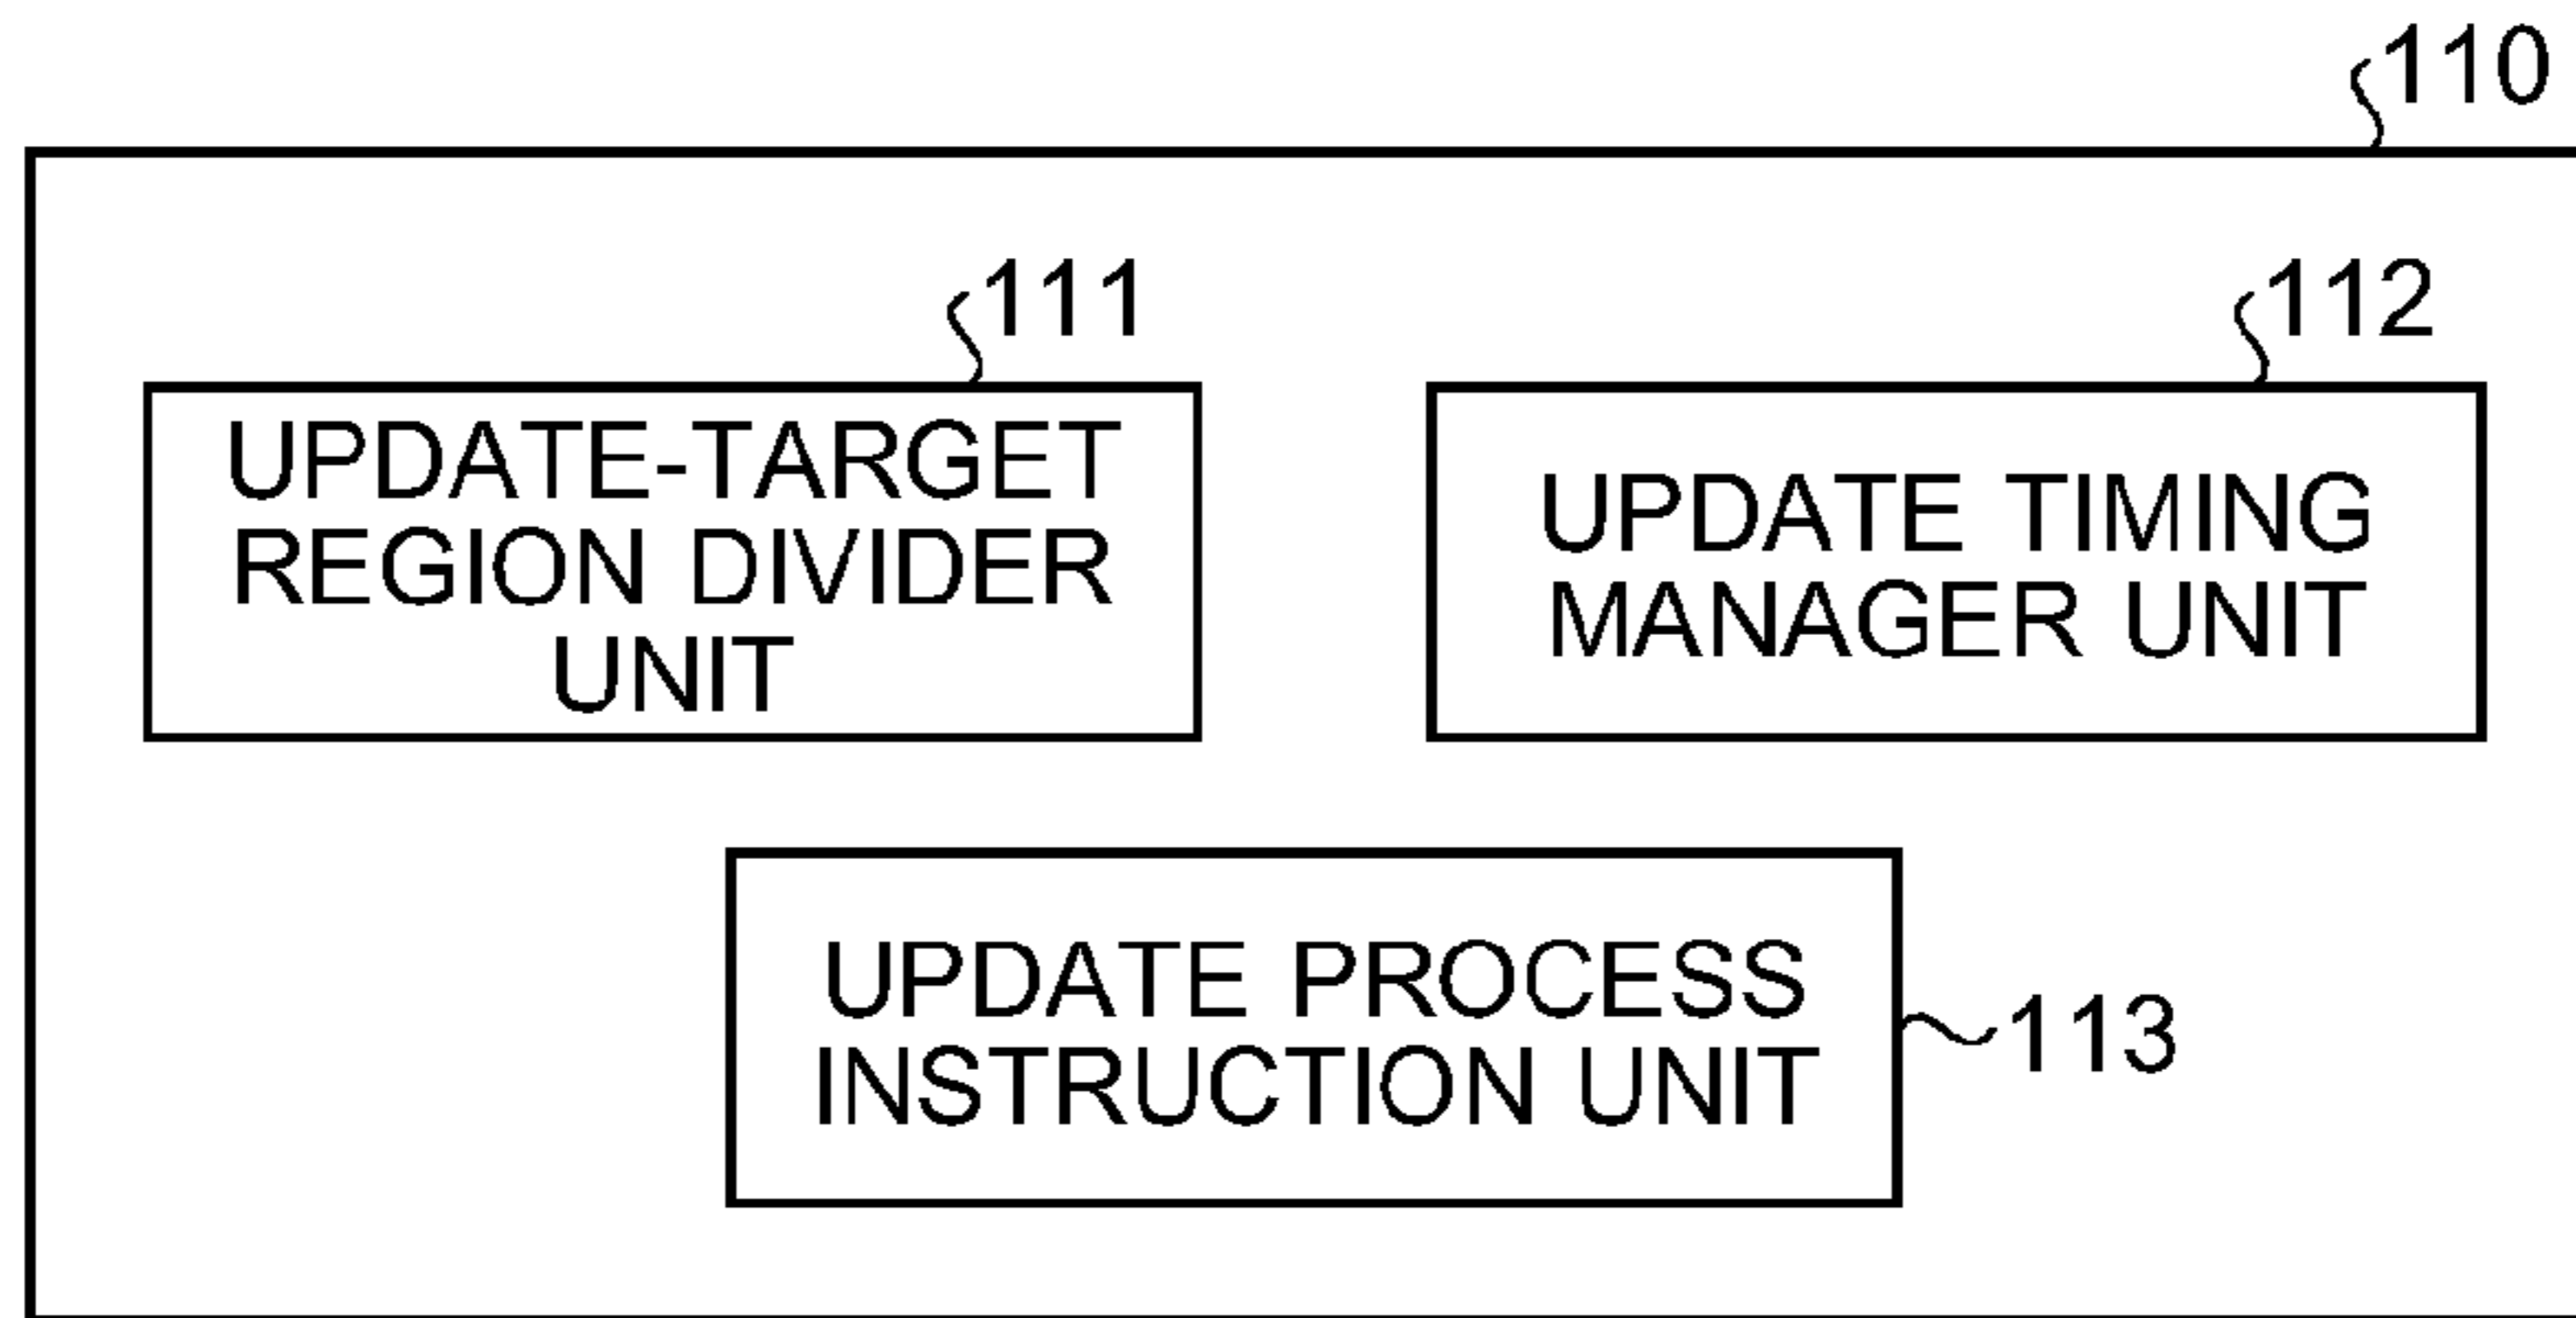 110
111
UPDATE-TARGET
REGION DIVIDER
UNIT
112
UPDATE TIMING
MANAGER UNIT
UPDATE PROCESS
INSTRUCTION UNIT
113